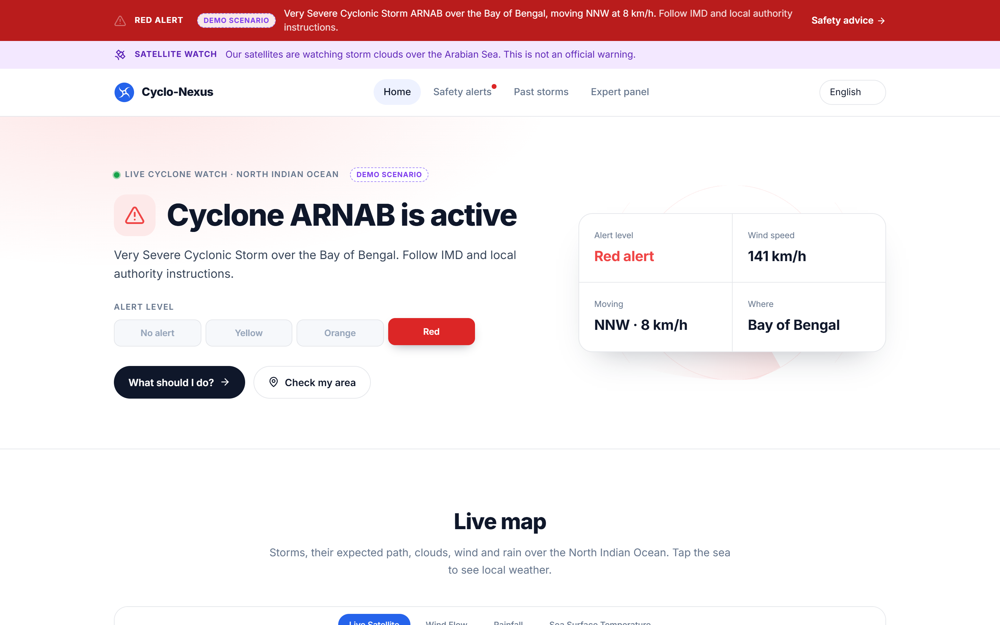 RED ALERT
DEMO SCENARIO
Very Severe Cyclonic Storm ARNAB over the Bay of Bengal, moving NNW at 8 km/h. Follow IMD and local authority
instructions.
Safety advice →
SATELLITE WATCH
Our satellites are watching storm clouds over the Arabian Sea. This is not an official warning.
Cyclo-Nexus
Home
Safety alerts
Past storms
Expert panel
English
LIVE CYCLONE WATCH · NORTH INDIAN OCEAN
DEMO SCENARIO
Cyclone ARNAB is active
Very Severe Cyclonic Storm over the Bay of Bengal. Follow IMD and local
authority instructions.
ALERT LEVEL
No alert
Yellow
Orange
Red
What should I do? →
Check my area
Alert level
Red alert
Wind speed
141 km/h
Moving
NNW · 8 km/h
Where
Bay of Bengal
Live map
Storms, their expected path, clouds, wind and rain over the North Indian Ocean. Tap the sea
to see local weather.
Live Satellite
Wind Flow
Rainfall
Sea Surface Temperature